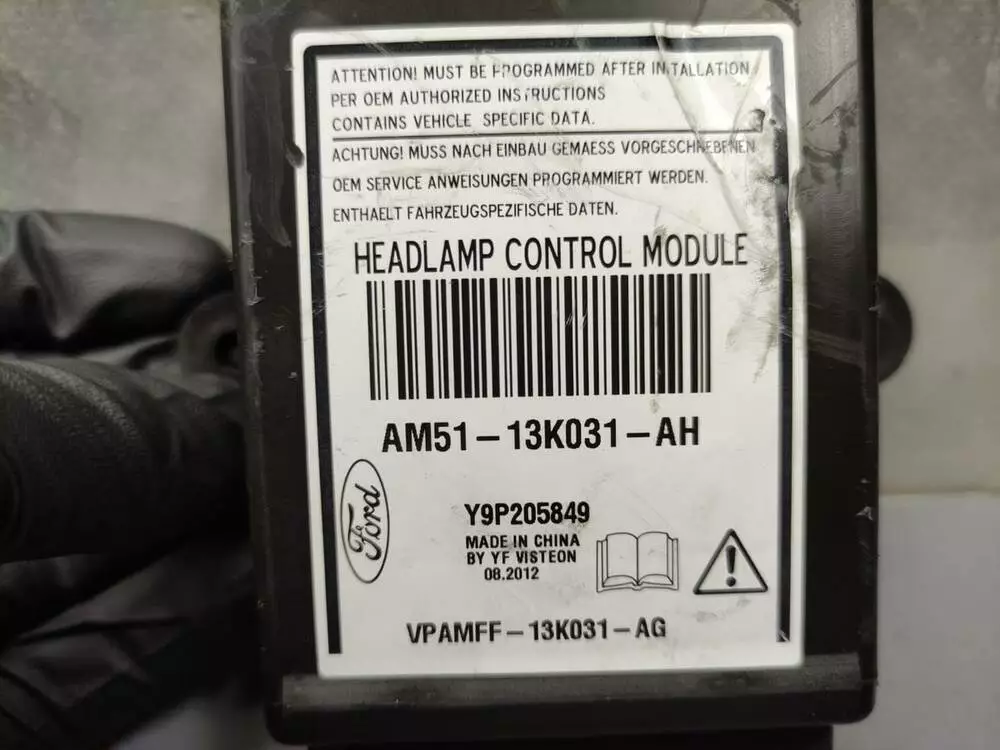 ATTENTION! MUST BE PROGRAMMED AFTER INSTALLATION
PER OEM AUTHORIZED INSTRUCTIONS
CONTAINS VEHICLE SPECIFIC DATA.
ACHTUNG! MUSS NACH EINBAU GEMAESS VORGESCHREBENEN
OEM SERVICE ANWEISUNGEN PROGRAMMIERT WERDEN.
ENTHAELT FAHRZEUGSPEZIFISCHE DATEN.
HEADLAMP CONTROL MODULE
AM51-13K031-AH
Ford
Y9P205849
MADE IN CHINA
BY YF VISTEON
08.2012
VPAMFF-13K031-AG